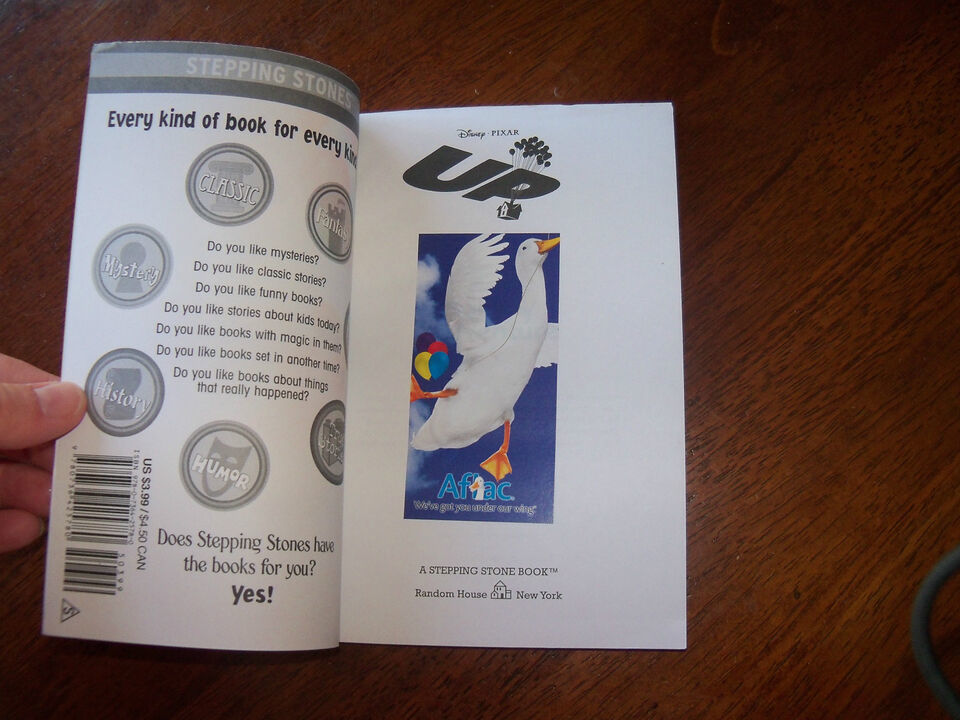 STEPPING STONES
Every kind of book for every kin
CLASSIC
Fantas
Mystery
Do you like mysteries?
Do you like classic stories?
Do you like funny books?
Do you like stories about kids today?
Do you like books with magic in them?
Do you like books set in another time?
Do you like books about things
that really happened?
History
HUMOR
Does Stepping Stones have
the books for you?
Yes!
US $3.99 / $4.50 CAN
50399
S
Disney · PIXAR
UP
Aflac
We've got you under our wing.
A STEPPING STONE BOOK™
Random House New York